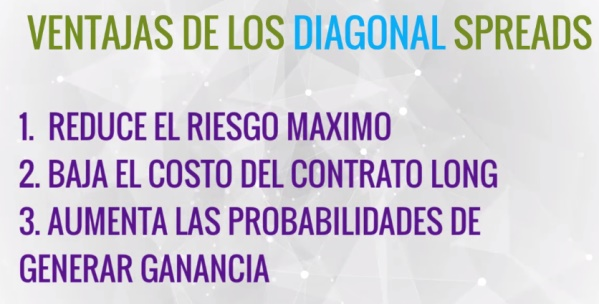 VENTAJAS DE LOS DIAGONAL SPREADS
1. REDUCE EL RIESGO MAXIMO
2. BAJA EL COSTO DEL CONTRATO LONG
3. AUMENTA LAS PROBABILIDADES DE
GENERAR GANANCIA